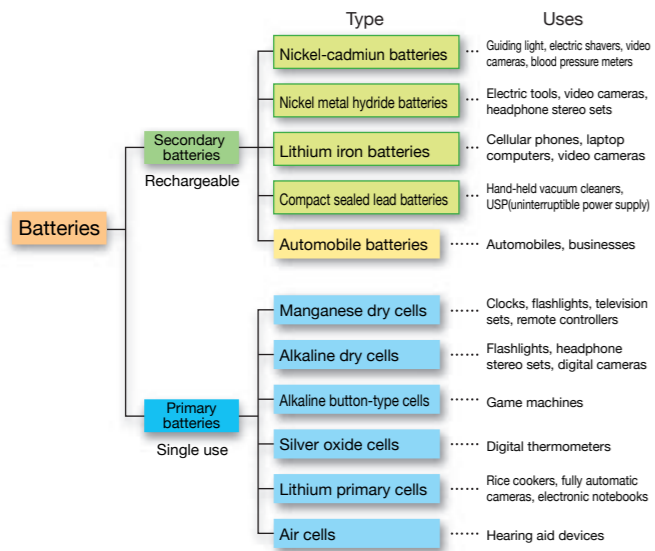 Type Uses
Nickel-cadmiun batteries ······ Guiding light, electric shavers, video
cameras, blood pressure meters
Nickel metal hydride batteries ······ Electric tools, video cameras,
headphone stereo sets
Secondary
batteries
Rechargeable
Lithium iron batteries ······ Cellular phones, laptop
computers, video cameras
Compact sealed lead batteries ······ Hand-held vacuum cleaners,
USP(uninterruptible power supply)
Batteries
Automobile batteries ······ Automobiles, businesses
Manganese dry cells ······ Clocks, flashlights, television
sets, remote controllers
Alkaline dry cells ······ Flashlights, headphone
stereo sets, digital cameras
Primary
batteries
Single use
Alkaline button-type cells ······ Game machines
Silver oxide cells ······ Digital thermometers
Lithium primary cells ······ Rice cookers, fully automatic
cameras, electronic notebooks
Air cells ······ Hearing aid devices